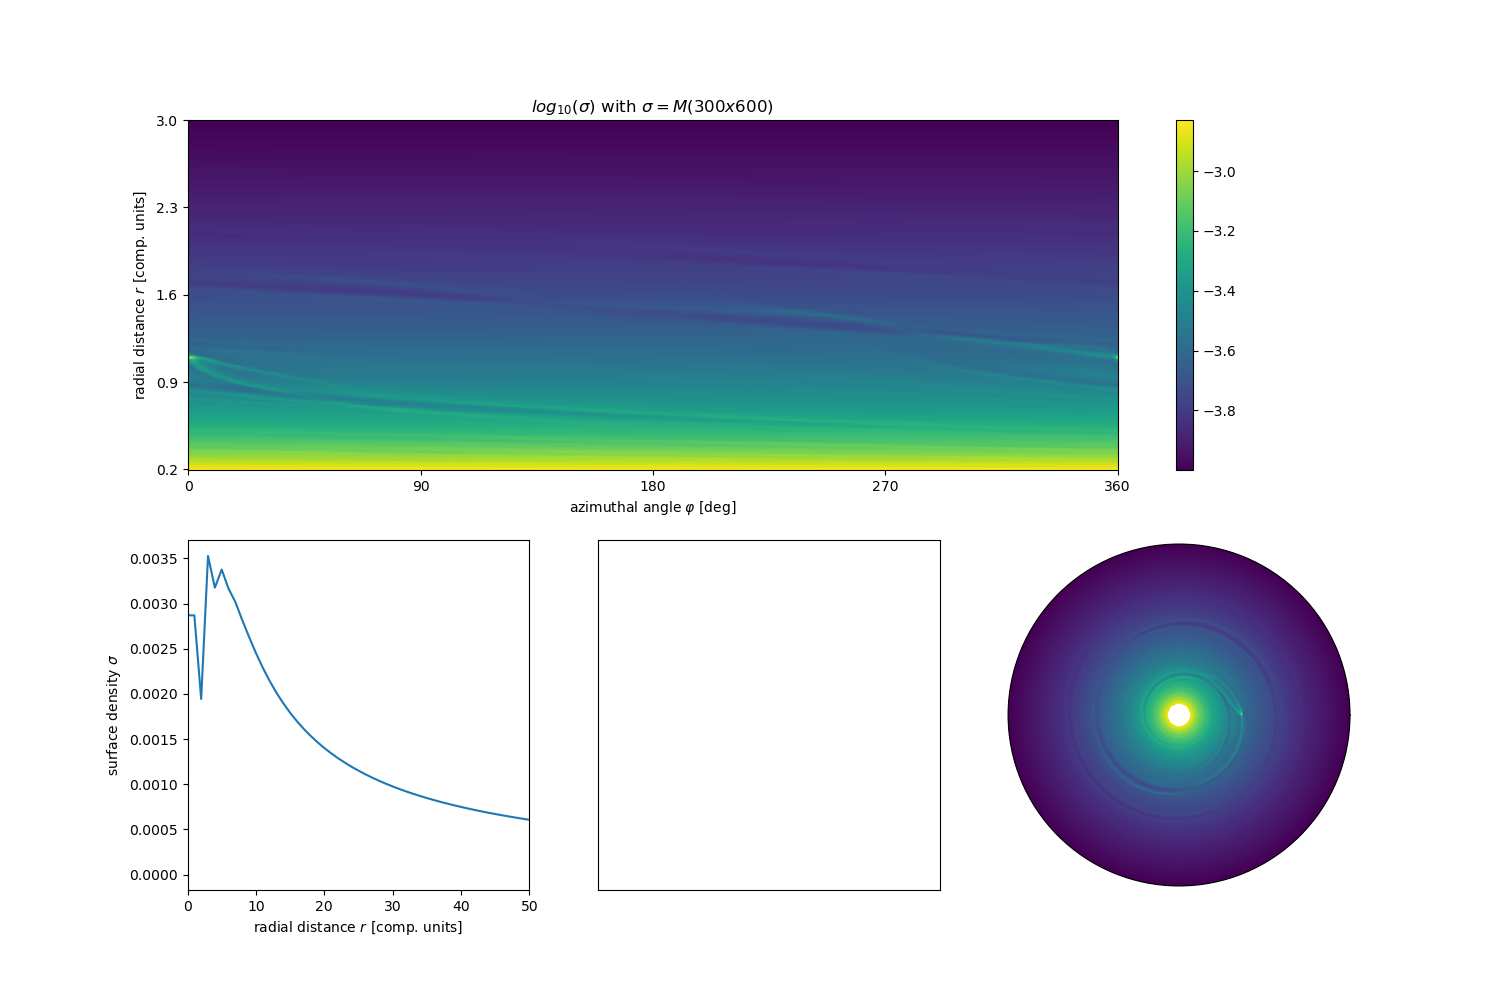 log₁₀(σ) with σ = M(300x600)
3.0
2.3
1.6
0.9
0.2
radial distance r [comp. units]
0 90 180 270 360
azimuthal angle φ [deg]
−3.0
−3.2
−3.4
−3.6
−3.8
0.0035
0.0030
0.0025
0.0020
0.0015
0.0010
0.0005
0.0000
surface density σ
0 10 20 30 40 50
radial distance r [comp. units]